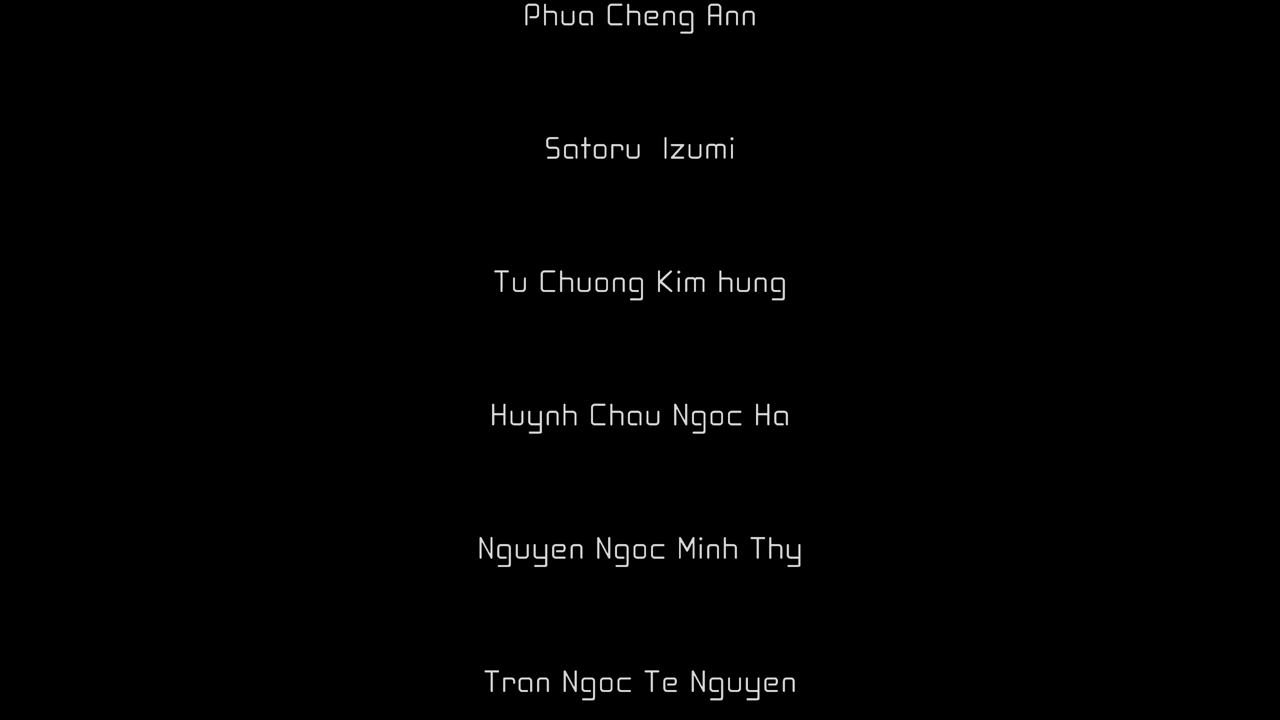 Phua Cheng Ann
Satoru  Izumi
Tu Chuong Kim hung
Huynh Chau Ngoc Ha
Nguyen Ngoc Minh Thy
Tran Ngoc Te Nguyen